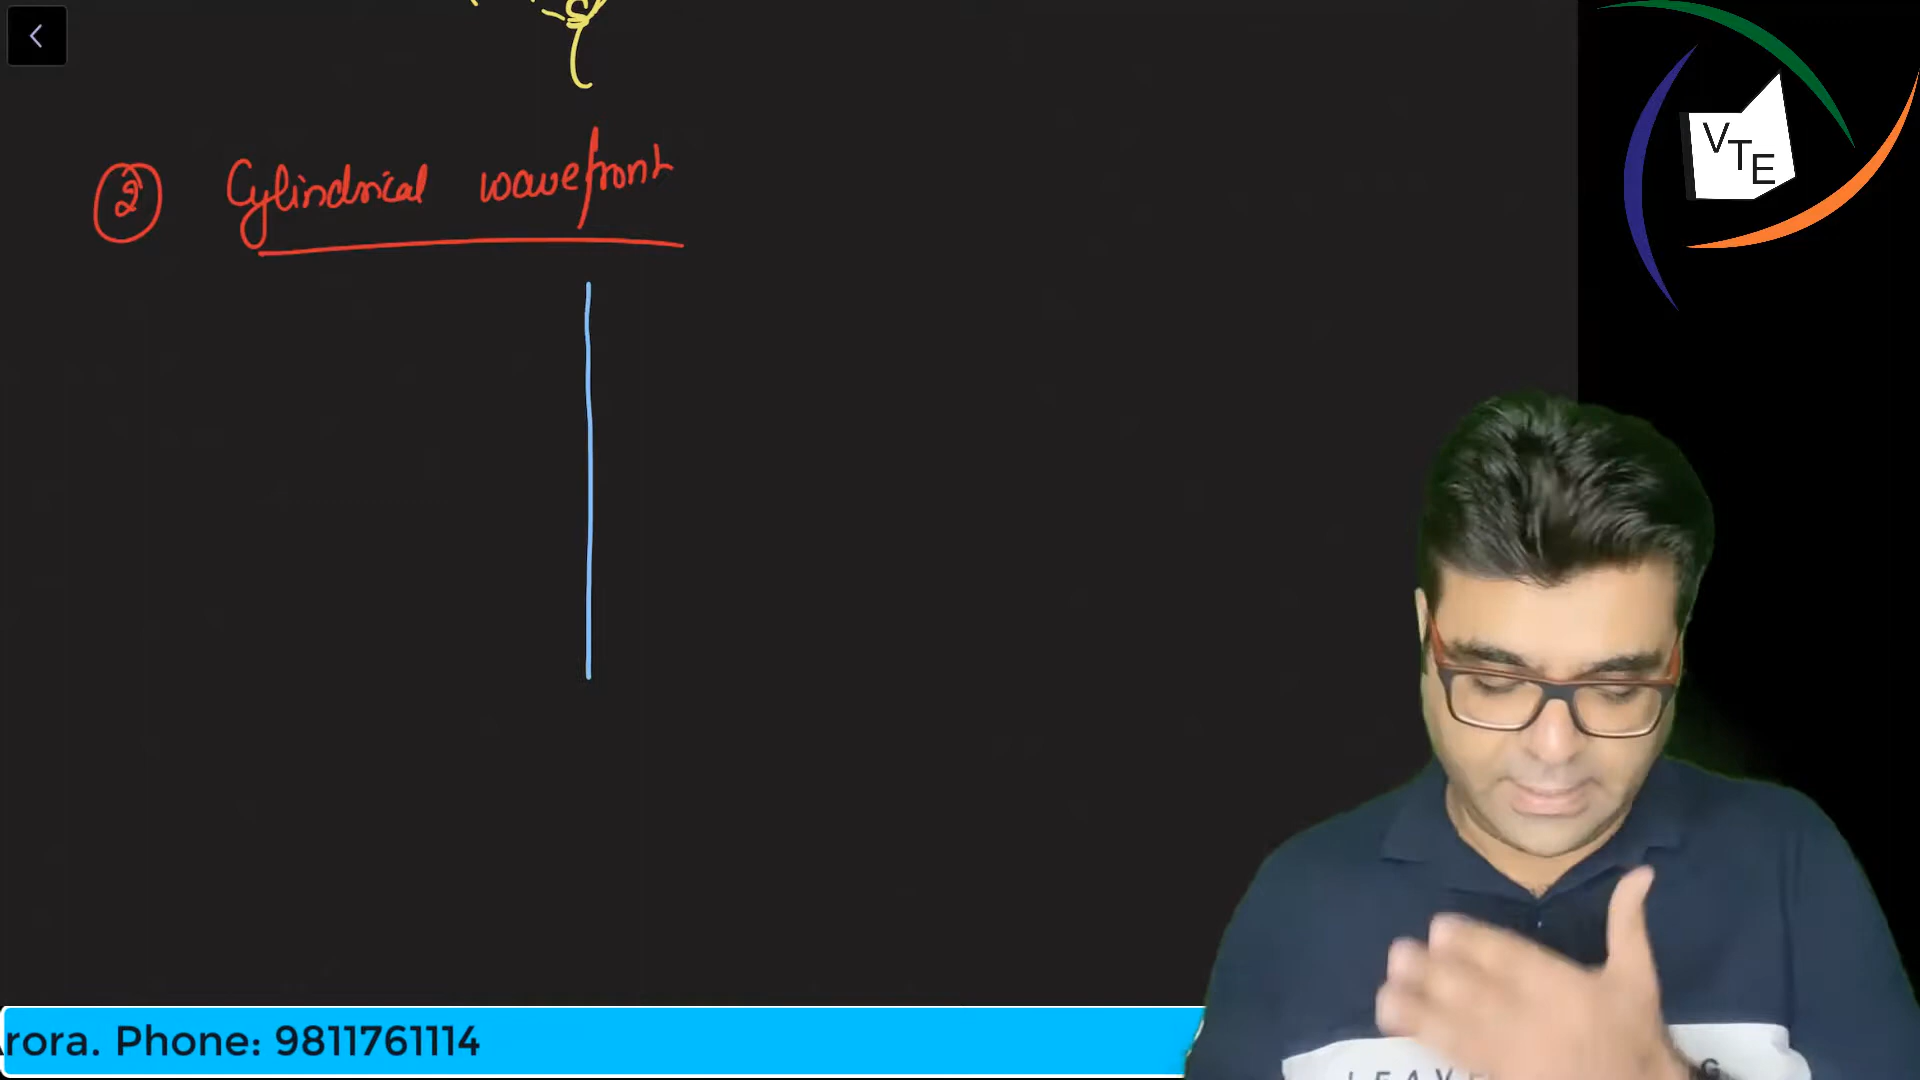 ② Cylindrical wavefront
VTE
rora. Phone: 9811761114